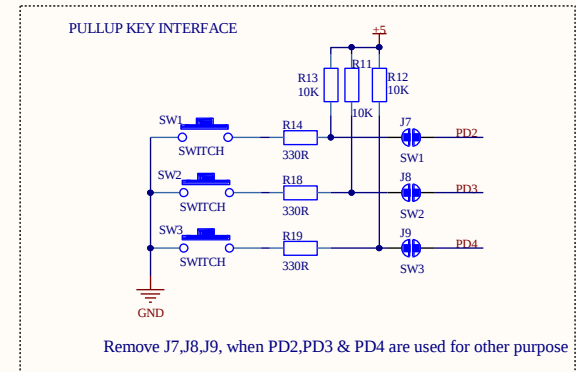 PULLUP KEY INTERFACE
+5
R13
10K
R11
10K
R12
10K
SW1
SWITCH
R14
330R
J7
SW1
PD2
SW2
SWITCH
R18
330R
J8
SW2
PD3
SW3
SWITCH
R19
330R
J9
SW3
PD4
GND
Remove J7,J8,J9, when PD2,PD3 & PD4 are used for other purpose